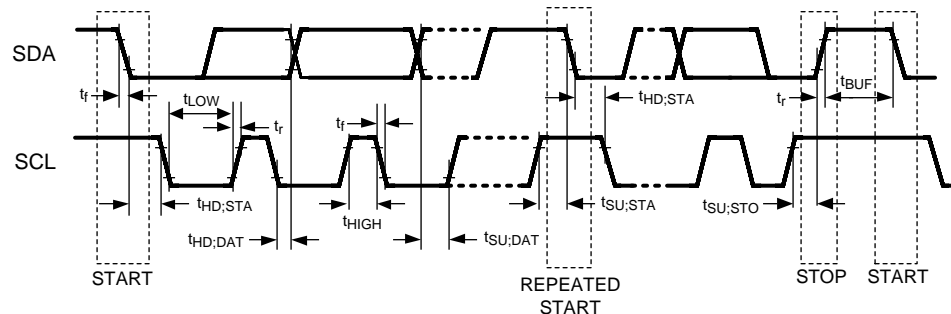 SDA
tf
tLOW
tr
tf
tHD;STA
tr
tBUF
SCL
tHD;STA
tHD;DAT
tHIGH
tSU;DAT
tSU;STA
tSU;STO
START
REPEATED
START
STOP
START